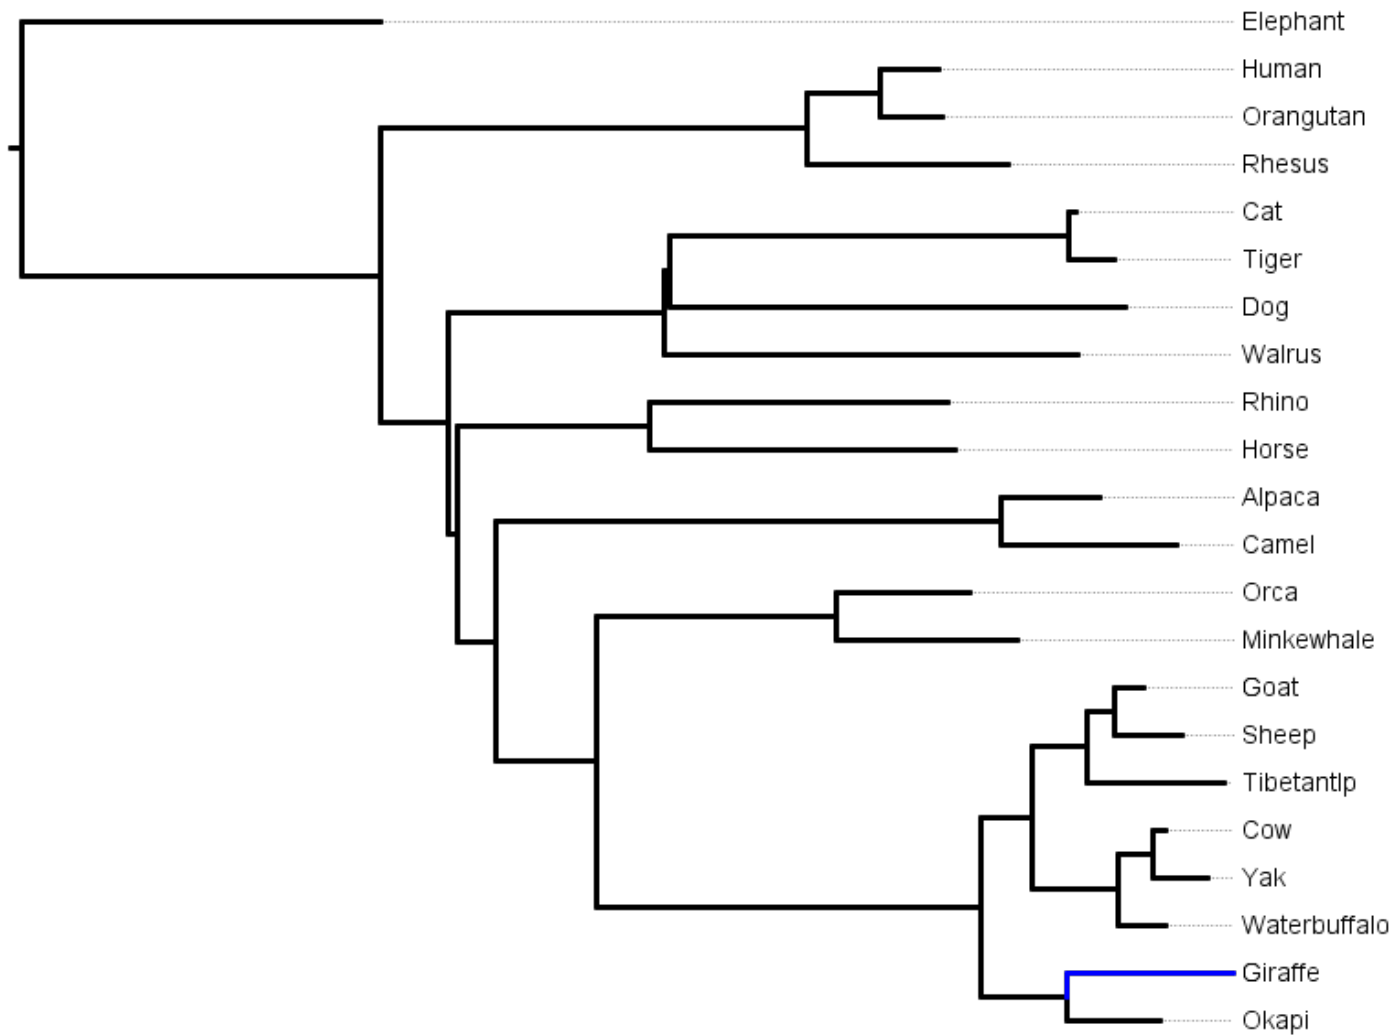 Elephant
Human
Orangutan
Rhesus
Cat
Tiger
Dog
Walrus
Rhino
Horse
Alpaca
Camel
Orca
Minkewhale
Goat
Sheep
Tibetantlp
Cow
Yak
Waterbuffalo
Giraffe
Okapi